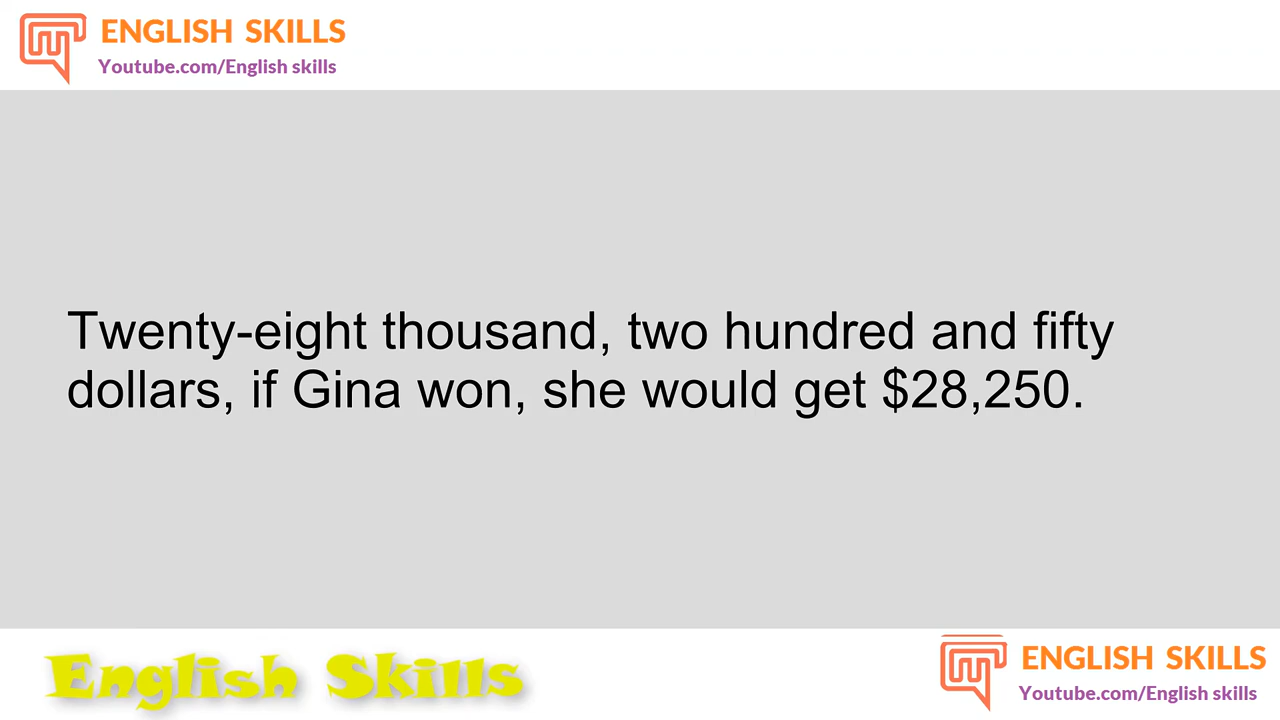 ENGLISH SKILLS
Youtube.com/English skills
Twenty-eight thousand, two hundred and fifty
dollars, if Gina won, she would get $28,250.
English Skills
ENGLISH SKILLS
Youtube.com/English skills